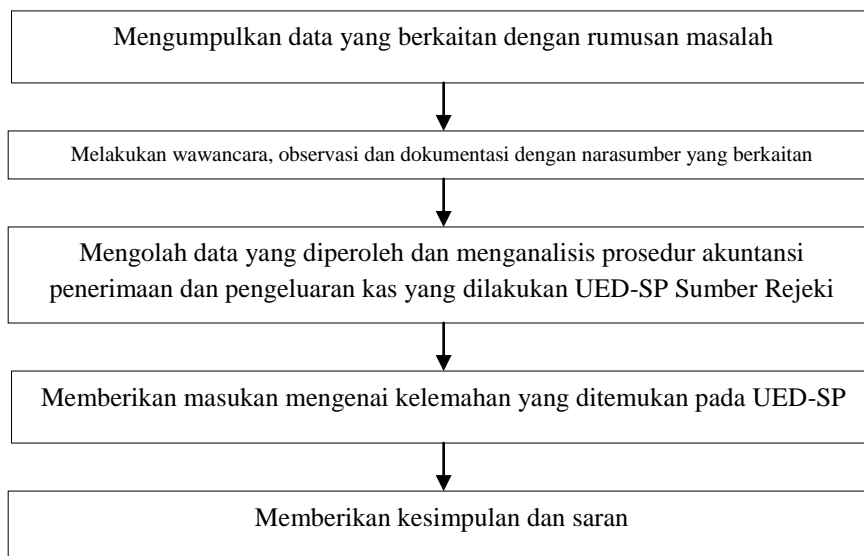 Mengumpulkan data yang berkaitan dengan rumusan masalah
Melakukan wawancara, observasi dan dokumentasi dengan narasumber yang berkaitan
Mengolah data yang diperoleh dan menganalisis prosedur akuntansi
penerimaan dan pengeluaran kas yang dilakukan UED-SP Sumber Rejeki
Memberikan masukan mengenai kelemahan yang ditemukan pada UED-SP
Memberikan kesimpulan dan saran